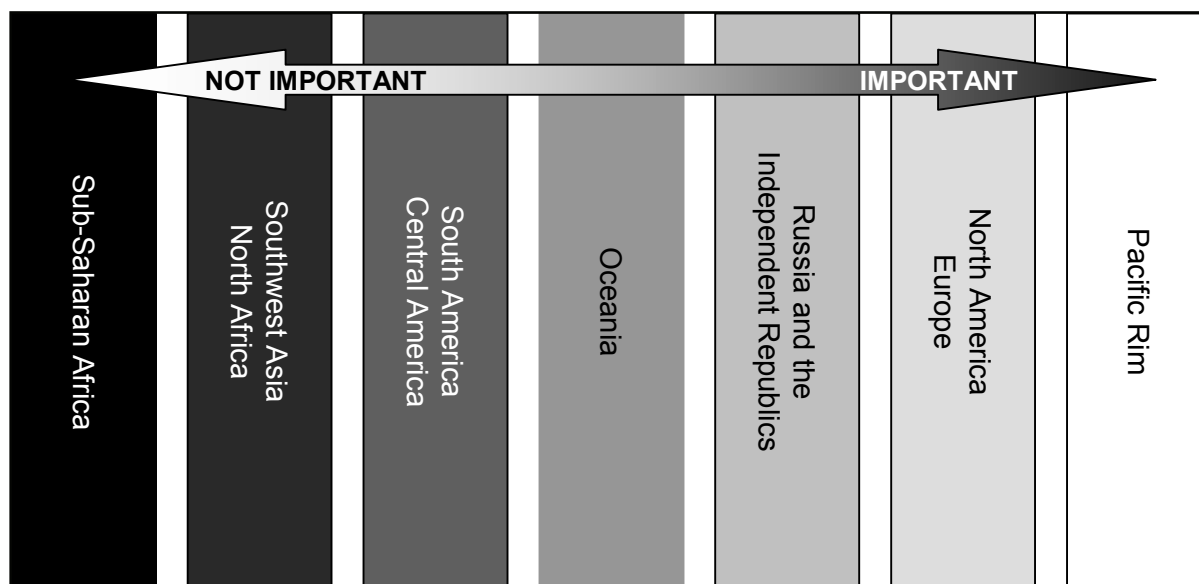 NOT IMPORTANT
IMPORTANT
Sub-Saharan Africa
Southwest Asia
North Africa
South America
Central America
Oceania
Russia and the
Independent Republics
North America
Europe
Pacific Rim